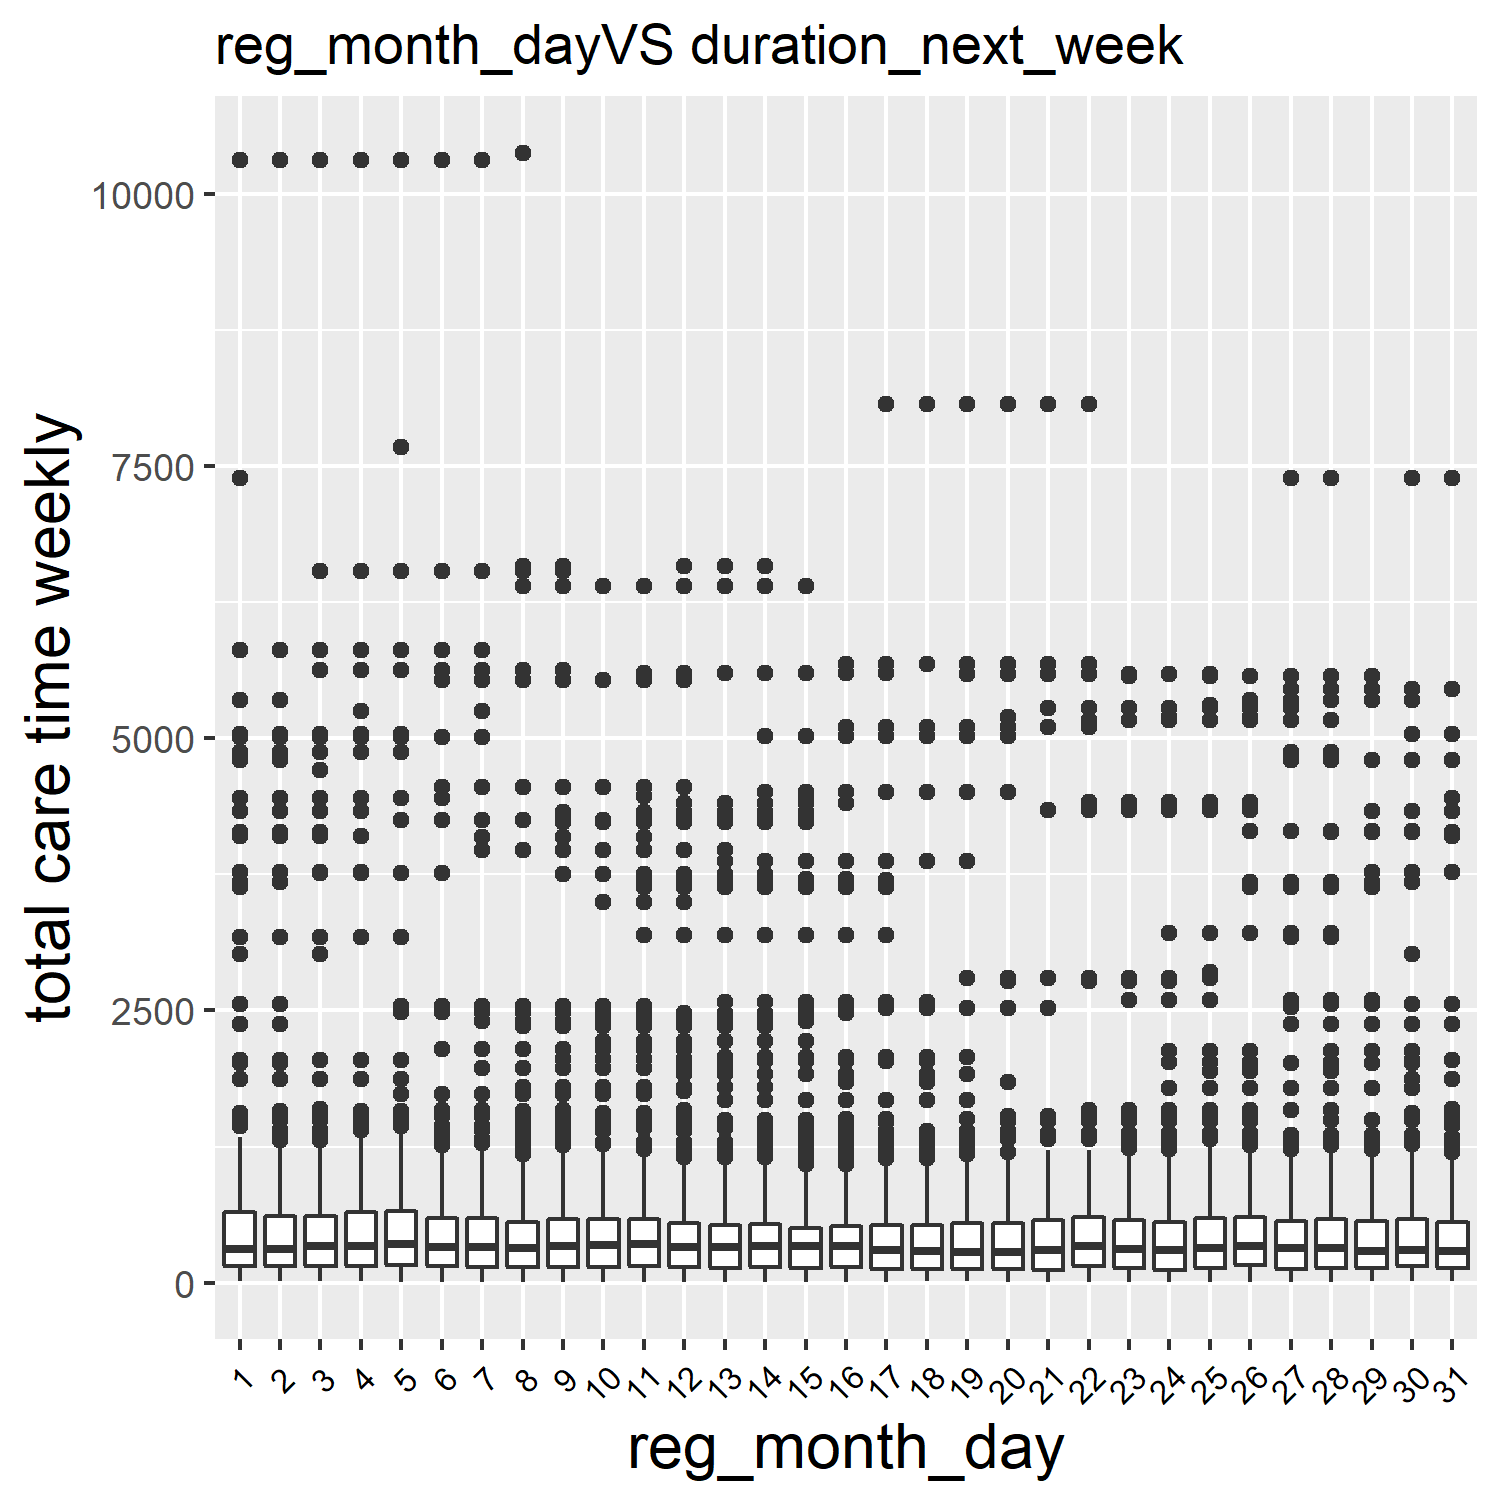 reg_month_dayVS duration_next_week
total care time weekly
10000
7500
5000
2500
0
1 2 3 4 5 6 7 8 9 10 11 12 13 14 15 16 17 18 19 20 21 22 23 24 25 26 27 28 29 30 31
reg_month_day